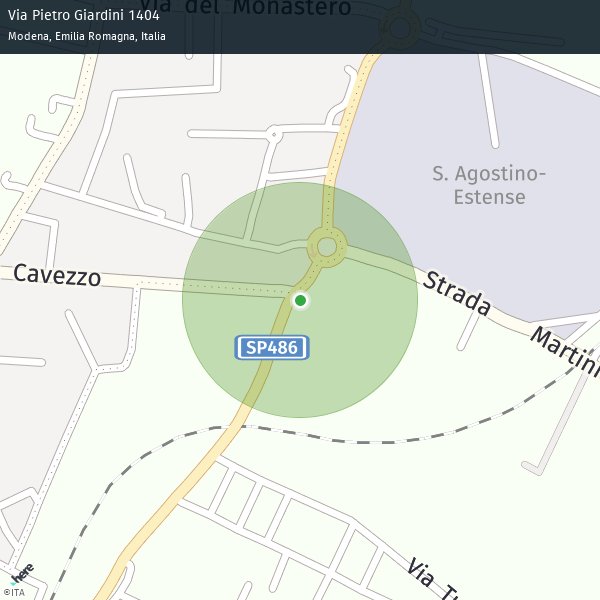 Via Pietro Giardini 1404
Modena, Emilia Romagna, Italia
Via del Monastero
S. Agostino-
Estense
Cavezzo
Strada
Martini
SP486
Via
here
©ITA